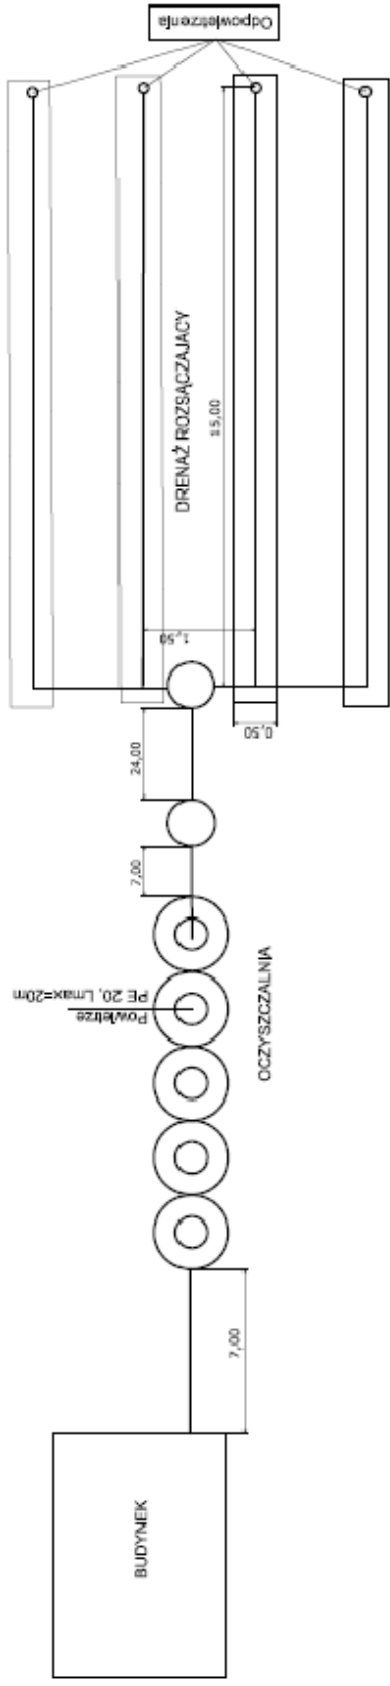 Odpowietrzenia
DRENAŻ ROZSĄCZAJACY
15,00
1,50
0,50
24,00
7,00
Powietrze
PE 20, Lmax=20m
OCZYSZCZALNIA
7,00
BUDYNEK